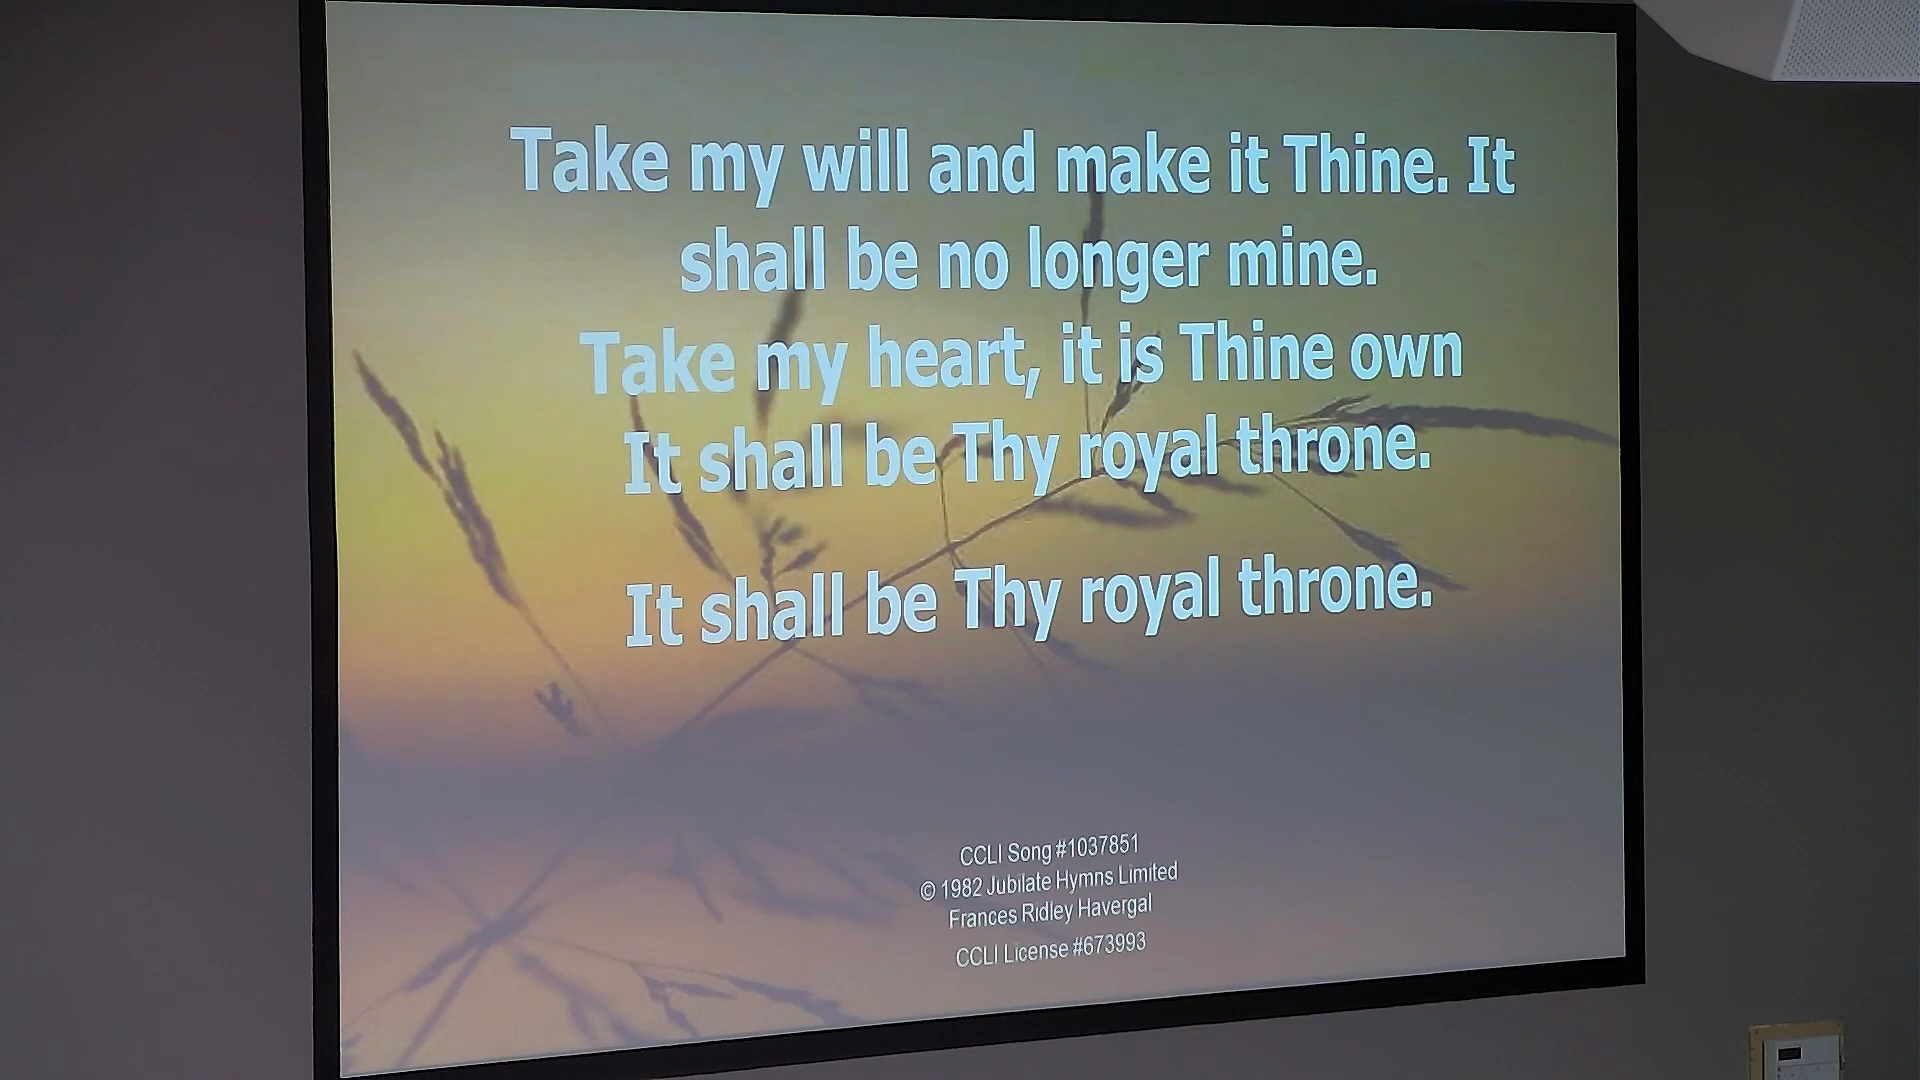 Take my will and make it Thine. It
shall be no longer mine.
Take my heart, it is Thine own
It shall be Thy royal throne.
It shall be Thy royal throne.
CCLI Song #1037851
© 1982 Jubilate Hymns Limited
Frances Ridley Havergal
CCLI License #673993